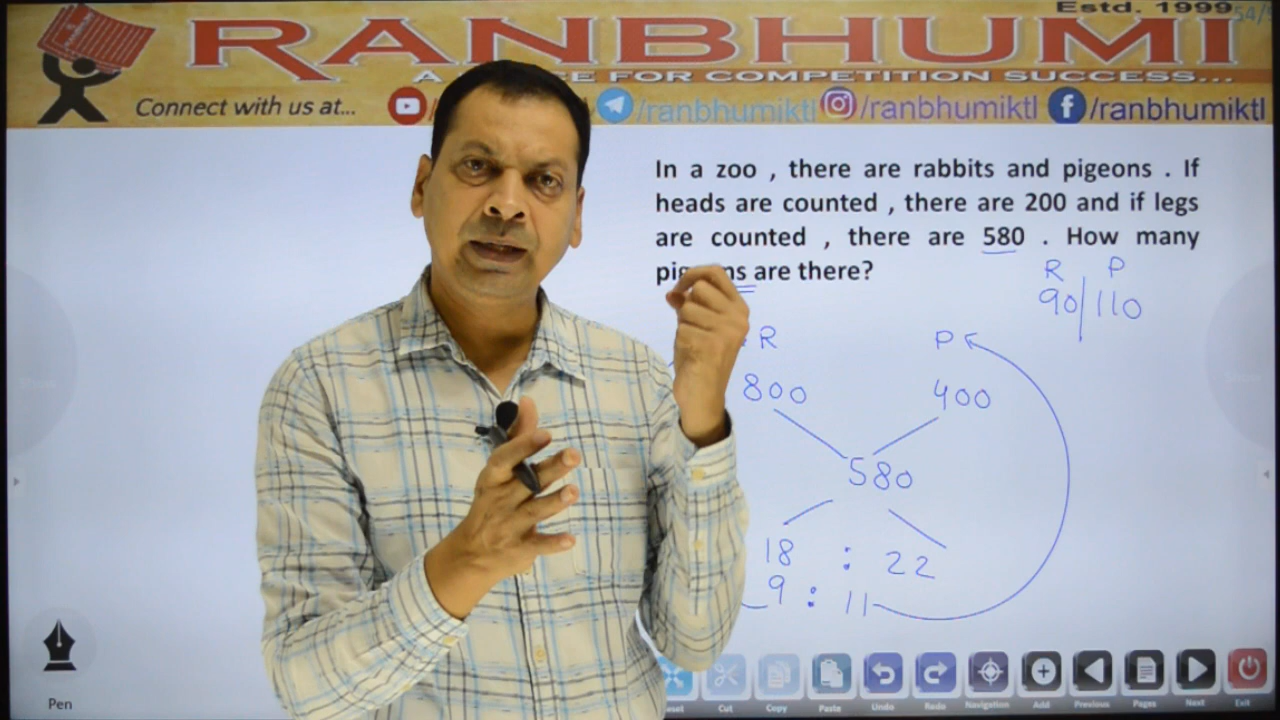 Estd. 1999
RANBHUMI
FOR COMPETITION SUCCESS...
Connect with us at... /ranbhumiktl /ranbhumiktl /ranbhumiktl
In a zoo , there are rabbits and pigeons . If
heads are counted , there are 200 and if legs
are counted , there are 580 . How many
are there?
R P
90 110
R P
800 400
580
18 : 22
9 : 11
Pen
Cut Copy Paste Undo Redo Navigation Add Previous Pages Next Exit